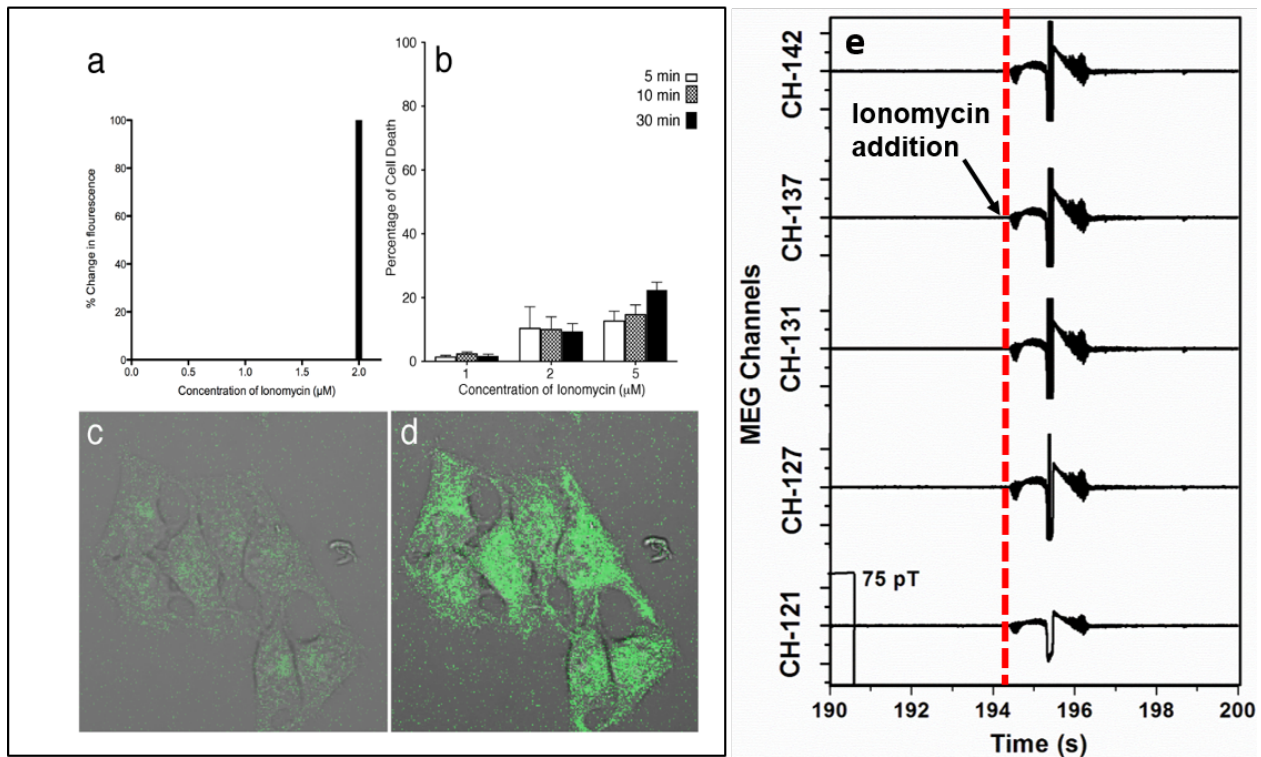 a
% Change in flourescence
100
80
60
40
20
0
0.0 0.5 1.0 1.5 2.0
Concentration of Ionomycin (µM)
b
5 min
10 min
30 min
Percentage of Cell Death
100
80
60
40
20
0
1 2 5
Concentration of Ionomycin (µM)
c
d
e
Ionomycin
addition
MEG Channels
CH-142
CH-137
CH-131
CH-127
CH-121
75 pT
190 192 194 196 198 200
Time (s)